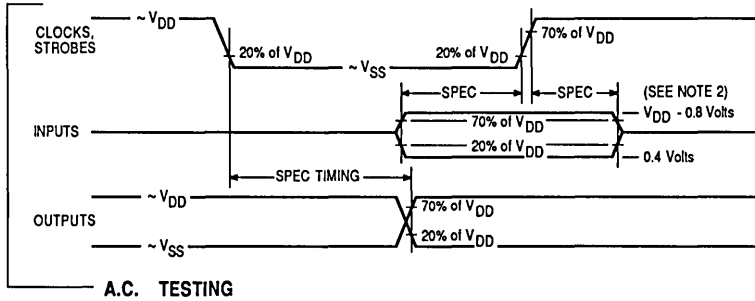 CLOCKS,
STROBES
~ VDD
20% of VDD
~ VSS
20% of VDD
70% of VDD
SPEC
SPEC
(SEE NOTE 2)
INPUTS
70% of VDD
20% of VDD
VDD - 0.8 Volts
0.4 Volts
SPEC TIMING
OUTPUTS
~ VDD
~ VSS
70% of VDD
20% of VDD
A.C. TESTING